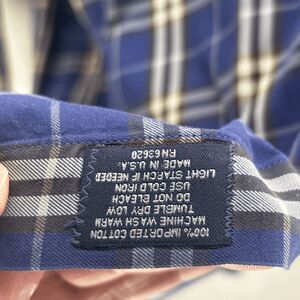 100% IMPORTED COTTON
MACHINE WASH WARM
TUMBLE DRY LOW
DO NOT BLEACH
USE COLD IRON
LIGHT STARCH IF NEEDED
MADE IN U.S.A.
RN 63620